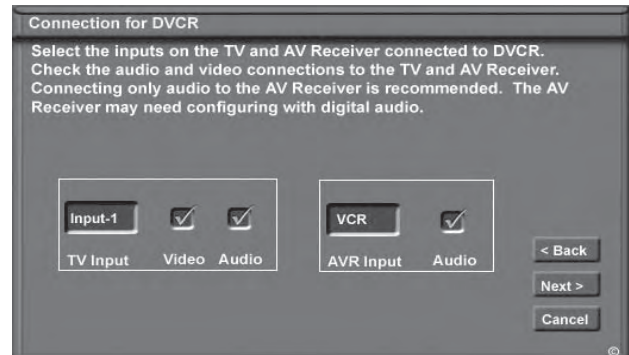 Connection for DVCR
Select the inputs on the TV and AV Receiver connected to DVCR.
Check the audio and video connections to the TV and AV Receiver.
Connecting only audio to the AV Receiver is recommended. The AV
Receiver may need configuring with digital audio.
Input-1
TV Input Video Audio
VCR
AVR Input Audio
< Back
Next >
Cancel
©